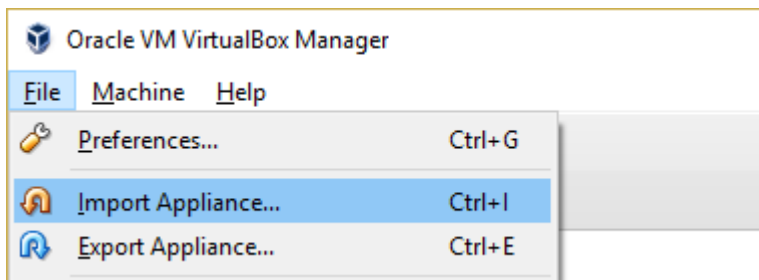 Oracle VM VirtualBox Manager
File Machine Help
Preferences... Ctrl+G
Import Appliance... Ctrl+I
Export Appliance... Ctrl+E